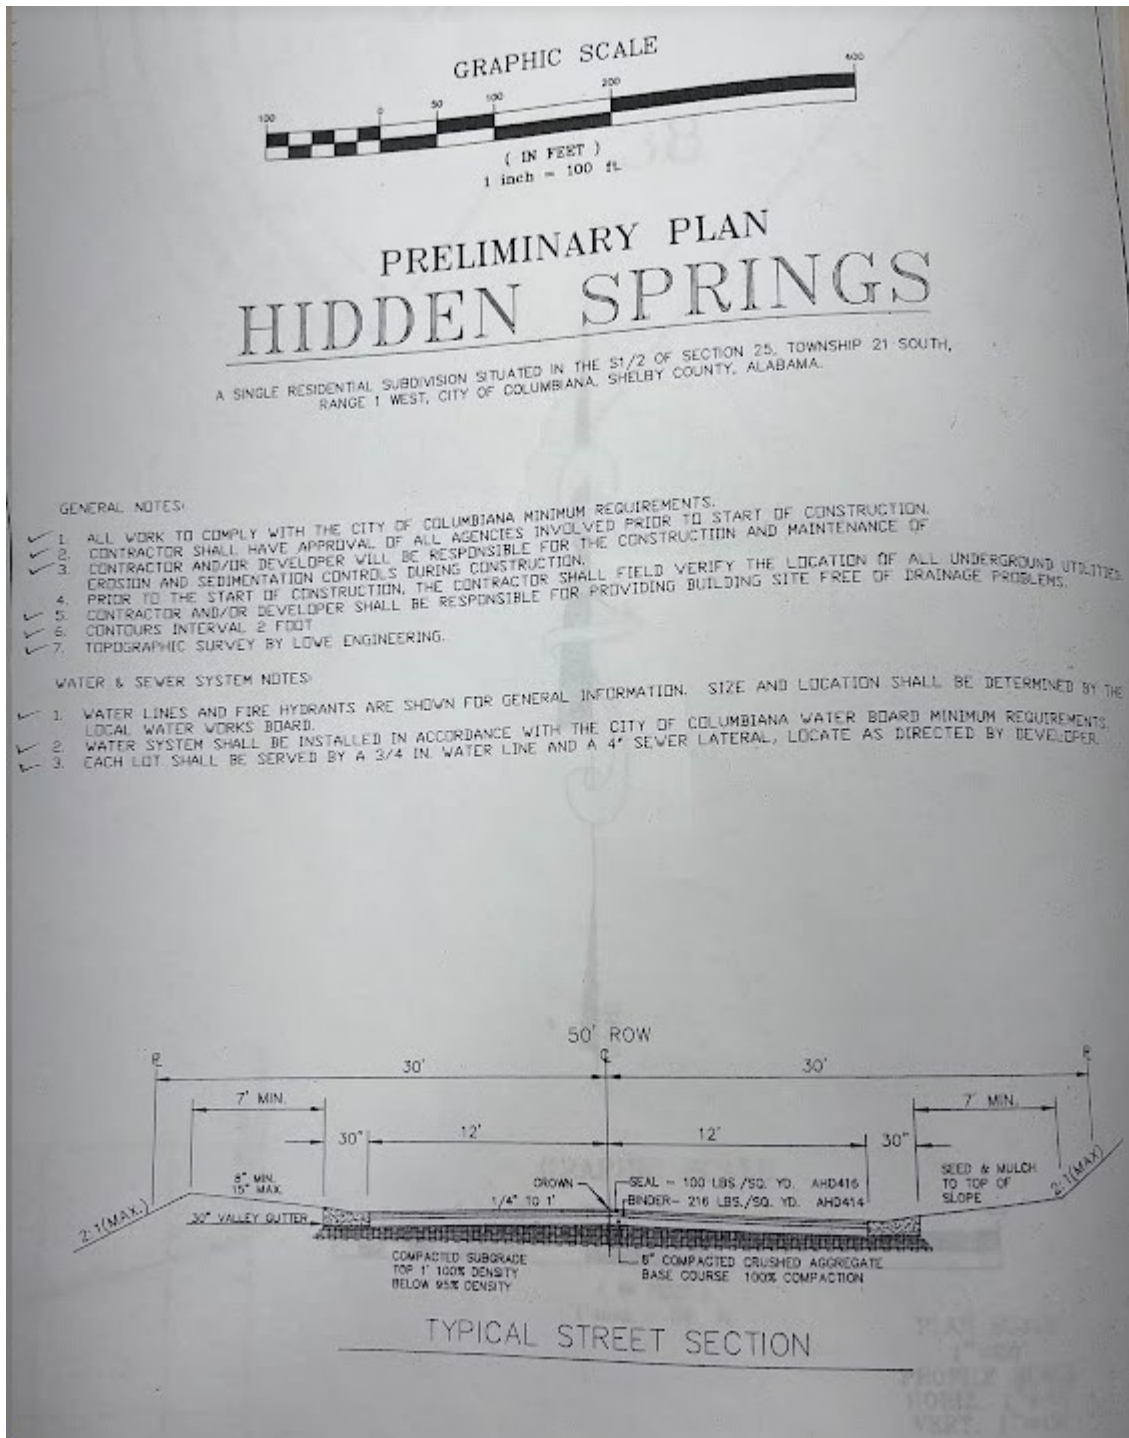 GRAPHIC SCALE
100 0 50 100 200 400
( IN FEET )
1 inch = 100 ft.
PRELIMINARY PLAN
HIDDEN SPRINGS
A SINGLE RESIDENTIAL SUBDIVISION SITUATED IN THE S1/2 OF SECTION 25, TOWNSHIP 21 SOUTH,
RANGE 1 WEST, CITY OF COLUMBIANA, SHELBY COUNTY, ALABAMA.
GENERAL NOTES:
1. ALL WORK TO COMPLY WITH THE CITY OF COLUMBIANA MINIMUM REQUIREMENTS.
2. CONTRACTOR SHALL HAVE APPROVAL OF ALL AGENCIES INVOLVED PRIOR TO START OF CONSTRUCTION.
3. CONTRACTOR AND/OR DEVELOPER WILL BE RESPONSIBLE FOR THE CONSTRUCTION AND MAINTENANCE OF
EROSION AND SEDIMENTATION CONTROLS DURING CONSTRUCTION.
4. PRIOR TO THE START OF CONSTRUCTION, THE CONTRACTOR SHALL FIELD VERIFY THE LOCATION OF ALL UNDERGROUND UTILITIES.
5. CONTRACTOR AND/OR DEVELOPER SHALL BE RESPONSIBLE FOR PROVIDING BUILDING SITE FREE OF DRAINAGE PROBLEMS.
6. CONTOURS INTERVAL 2 FOOT
7. TOPOGRAPHIC SURVEY BY LOWE ENGINEERING.
WATER & SEWER SYSTEM NOTES:
1. WATER LINES AND FIRE HYDRANTS ARE SHOWN FOR GENERAL INFORMATION. SIZE AND LOCATION SHALL BE DETERMINED BY THE
LOCAL WATER WORKS BOARD.
2. WATER SYSTEM SHALL BE INSTALLED IN ACCORDANCE WITH THE CITY OF COLUMBIANA WATER BOARD MINIMUM REQUIREMENTS.
3. EACH LOT SHALL BE SERVED BY A 3/4 IN. WATER LINE AND A 4" SEWER LATERAL, LOCATE AS DIRECTED BY DEVELOPER.
50' ROW
30' 30'
7' MIN. 7' MIN.
30" 12' 12' 30"
8" MIN.
15" MAX.
CROWN
1/4" TO 1'
SEAL - 100 LBS./SQ. YD. AHD416
BINDER- 216 LBS./SQ. YD. AHD414
SEED & MULCH
TO TOP OF
SLOPE
2:1(MAX.) 2:1(MAX)
30" VALLEY GUTTER
COMPACTED SUBGRADE
TOP 1' 100% DENSITY
BELOW 95% DENSITY
6" COMPACTED CRUSHED AGGREGATE
BASE COURSE 100% COMPACTION
TYPICAL STREET SECTION